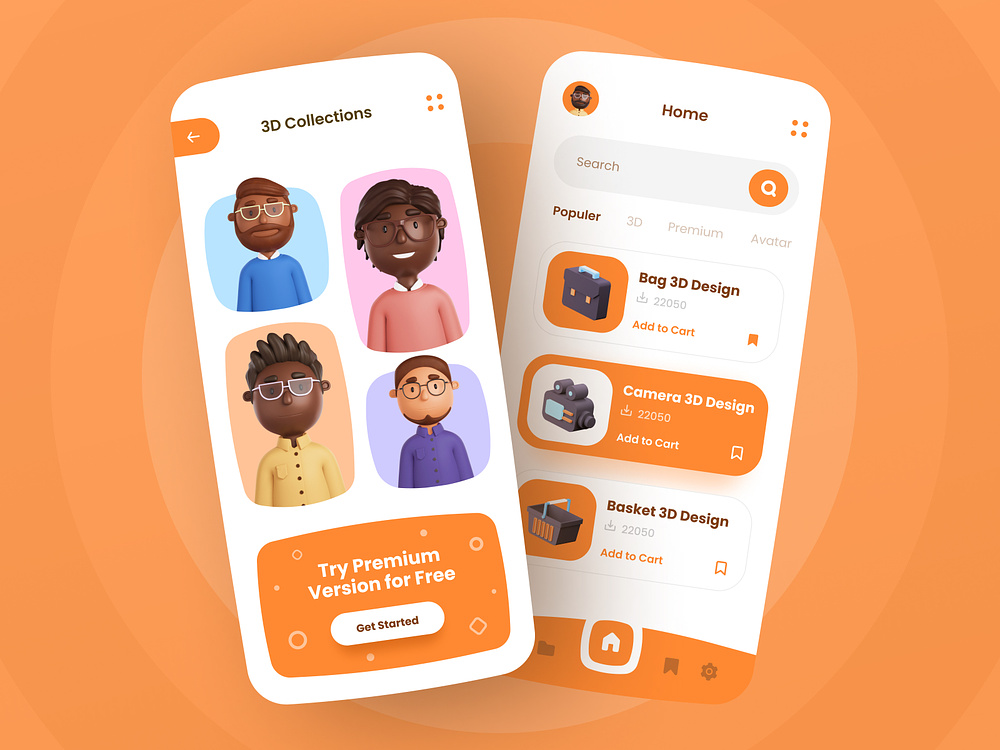 3D Collections
Try Premium
Version for Free
Get Started
Home
Search
Populer 3D Premium Avatar
Bag 3D Design
22050
Add to Cart
Camera 3D Design
22050
Add to Cart
Basket 3D Design
22050
Add to Cart